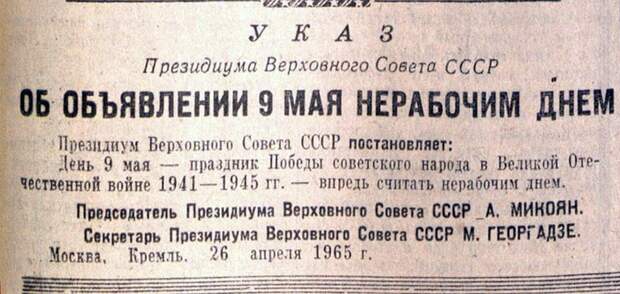 УКАЗ
Президиума Верховного Совета СССР
ОБ ОБЪЯВЛЕНИИ 9 МАЯ НЕРАБОЧИМ ДНЕМ
Президиум Верховного Совета СССР постановляет:
День 9 мая — праздник Победы советского народа в Великой Оте-
чественной войне 1941—1945 гг. — впредь считать нерабочим днем.
Председатель Президиума Верховного Совета СССР А. МИКОЯН.
Секретарь Президиума Верховного Совета СССР М. ГЕОРГАДЗЕ.
Москва, Кремль. 26 апреля 1965 г.